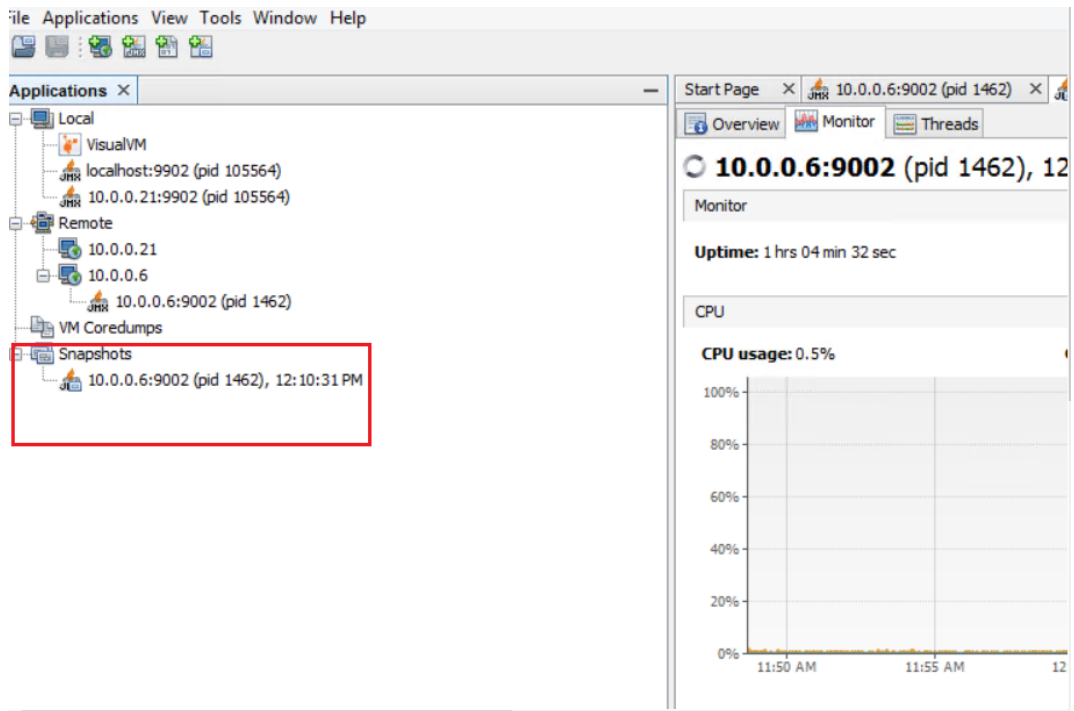 File Applications View Tools Window Help
Applications
Local
VisualVM
localhost:9902 (pid 105564)
10.0.0.21:9902 (pid 105564)
Remote
10.0.0.21
10.0.0.6
10.0.0.6:9002 (pid 1462)
VM Coredumps
Snapshots
10.0.0.6:9002 (pid 1462), 12:10:31 PM
Start Page 10.0.0.6:9002 (pid 1462)
Overview Monitor Threads
10.0.0.6:9002 (pid 1462), 12
Monitor
Uptime: 1 hrs 04 min 32 sec
CPU
CPU usage: 0.5%
100%
80%
60%
40%
20%
0%
11:50 AM 11:55 AM 12